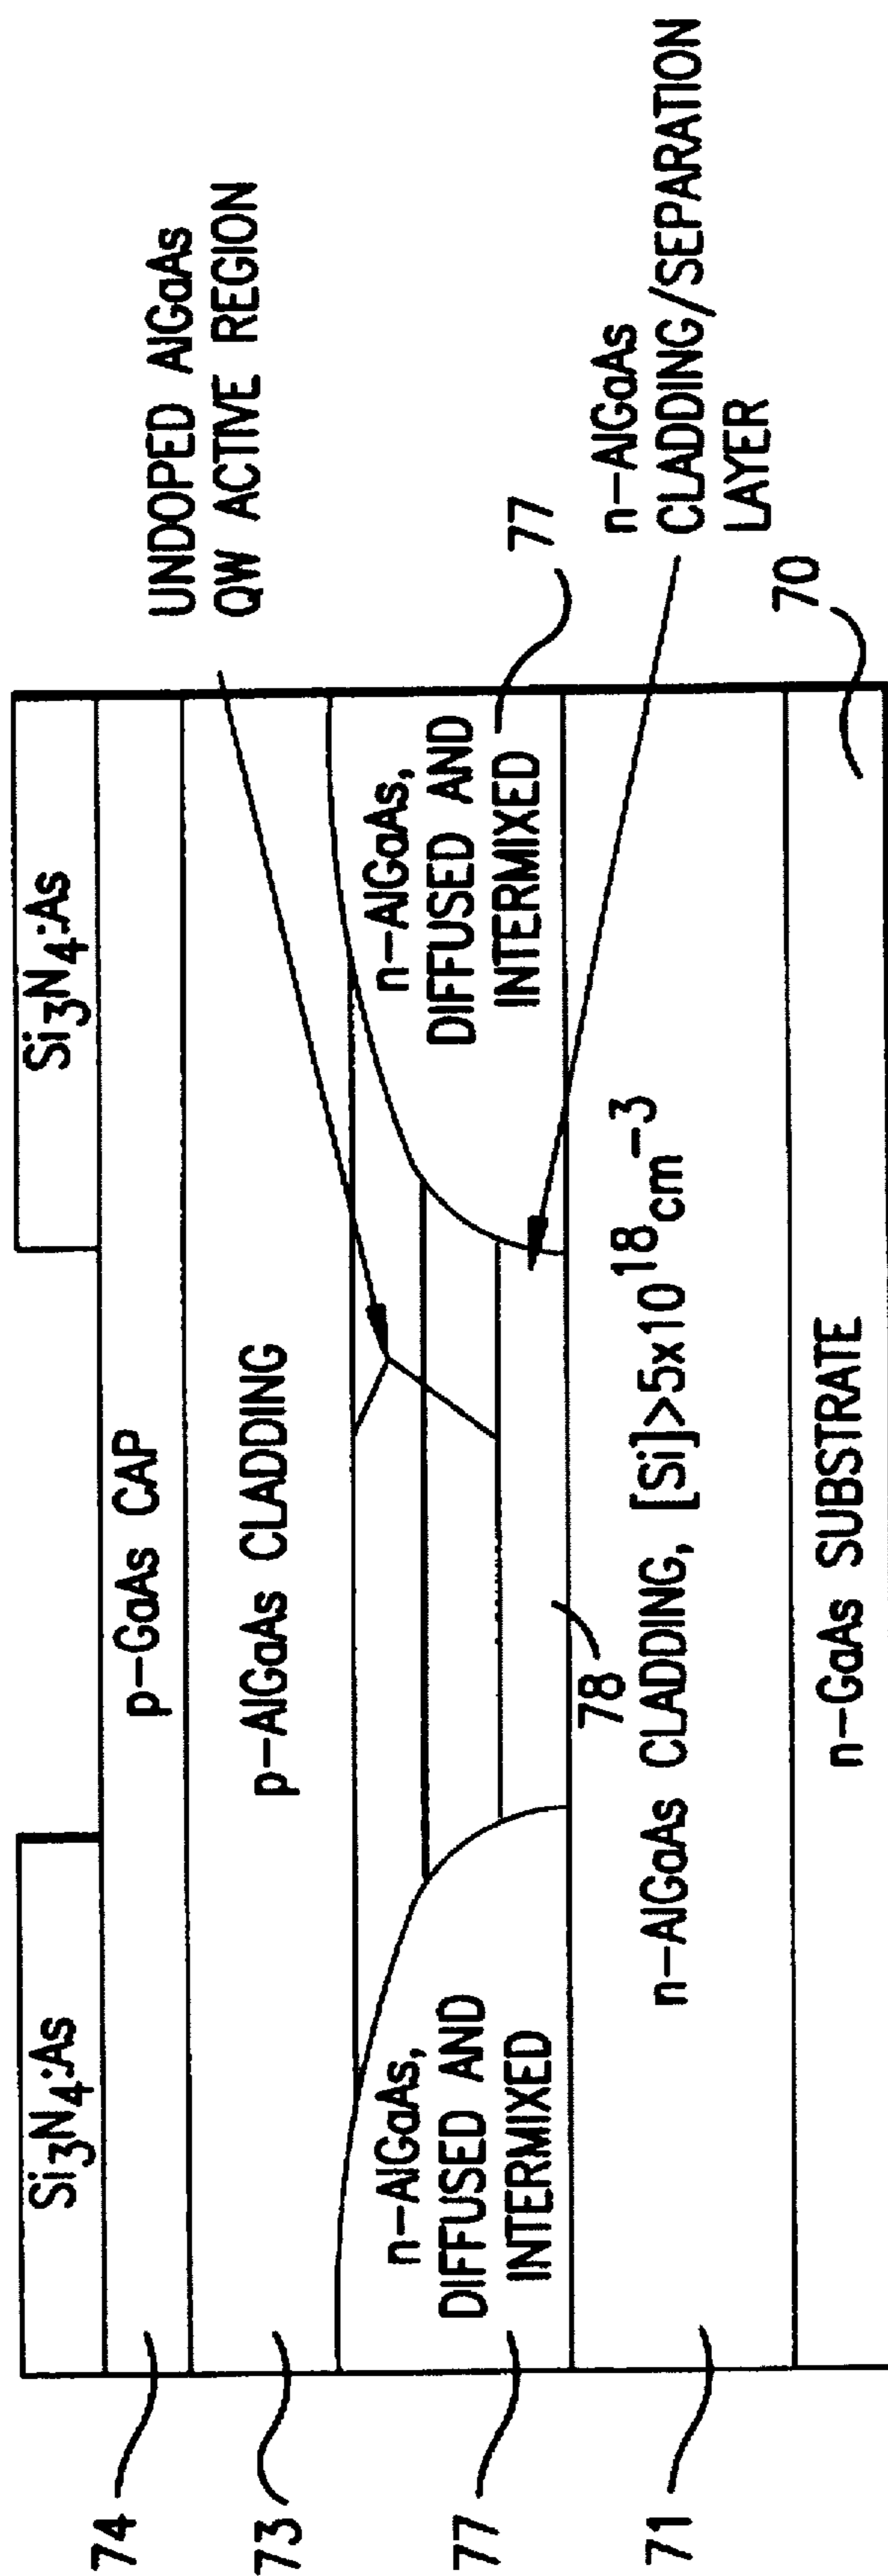 Si3N4:As
Si3N4:As
UNDOPED AlGaAs
QW ACTIVE REGION
74
p-GaAs CAP
73
p-AlGaAs CLADDING
77
n-AlGaAs,
DIFFUSED AND
INTERMIXED
n-AlGaAs,
DIFFUSED AND
INTERMIXED
77
n-AlGaAs
CLADDING/SEPARATION
LAYER
78
71
n-AlGaAs CLADDING, [Si]>5x10^18cm^-3
70
n-GaAs SUBSTRATE